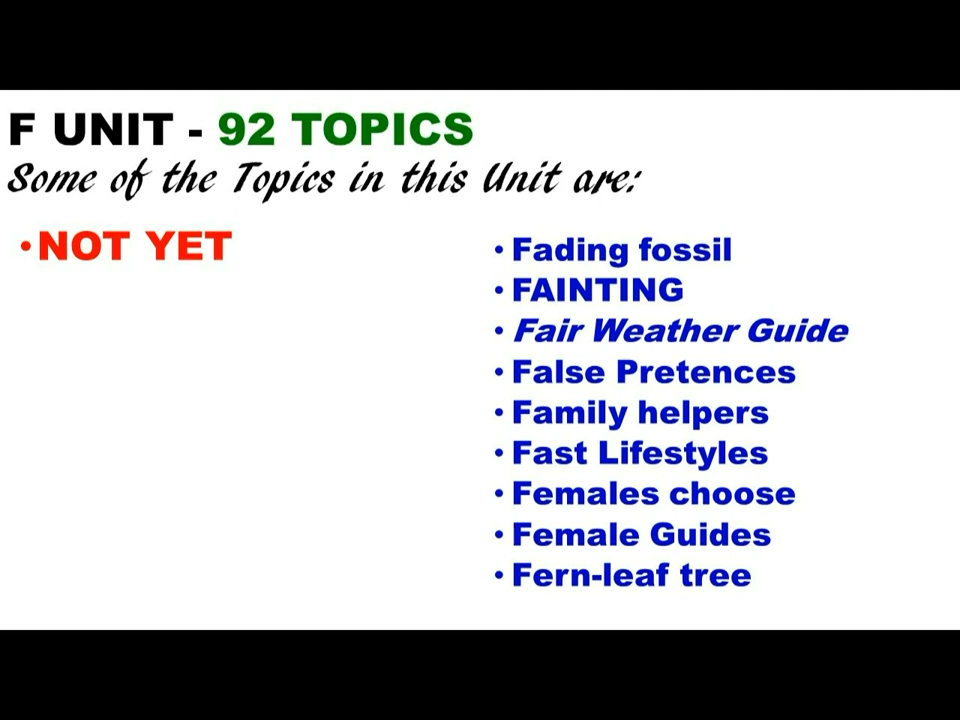 F UNIT - 92 TOPICS
Some of the Topics in this Unit are:
• NOT YET
• Fading fossil
• FAINTING
• Fair Weather Guide
• False Pretences
• Family helpers
• Fast Lifestyles
• Females choose
• Female Guides
• Fern-leaf tree